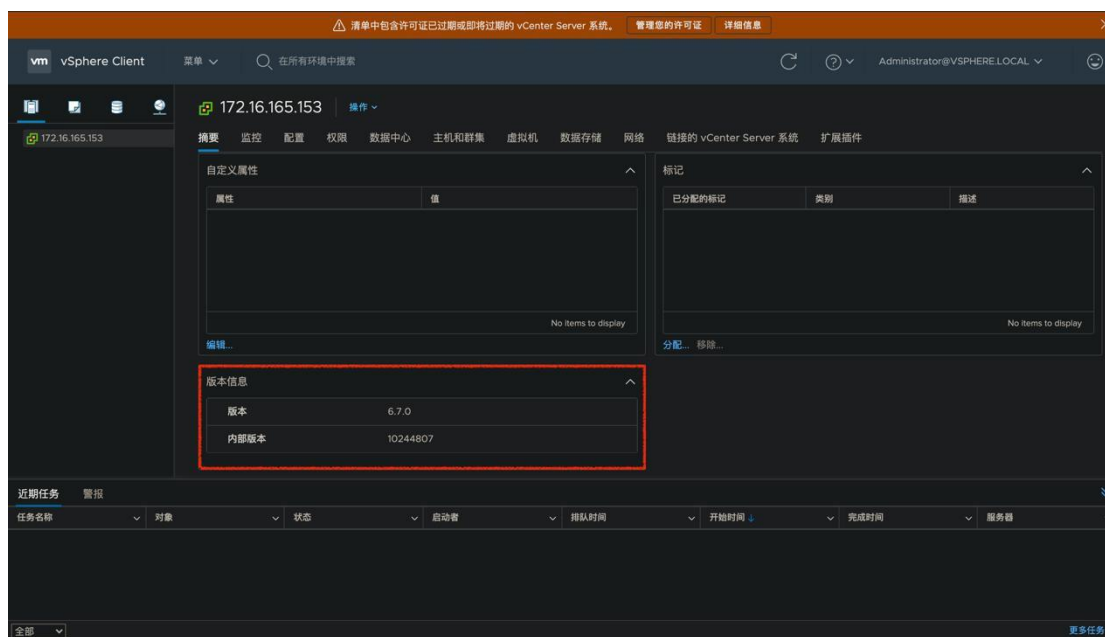 清单中包含许可证已过期或即将过期的 vCenter Server 系统。 管理您的许可证 详细信息
vm vSphere Client 菜单 在所有环境中搜索 Administrator@VSPHERE.LOCAL
172.16.165.153 操作
172.16.165.153
摘要 监控 配置 权限 数据中心 主机和群集 虚拟机 数据存储 网络 链接的 vCenter Server 系统 扩展插件
自定义属性
属性 值
No items to display
编辑...
标记
已分配的标记 类别 描述
No items to display
分配... 移除...
版本信息
版本 6.7.0
内部版本 10244807
近期任务 警报
任务名称 对象 状态 启动者 排队时间 开始时间 完成时间 服务器
全部 更多任务